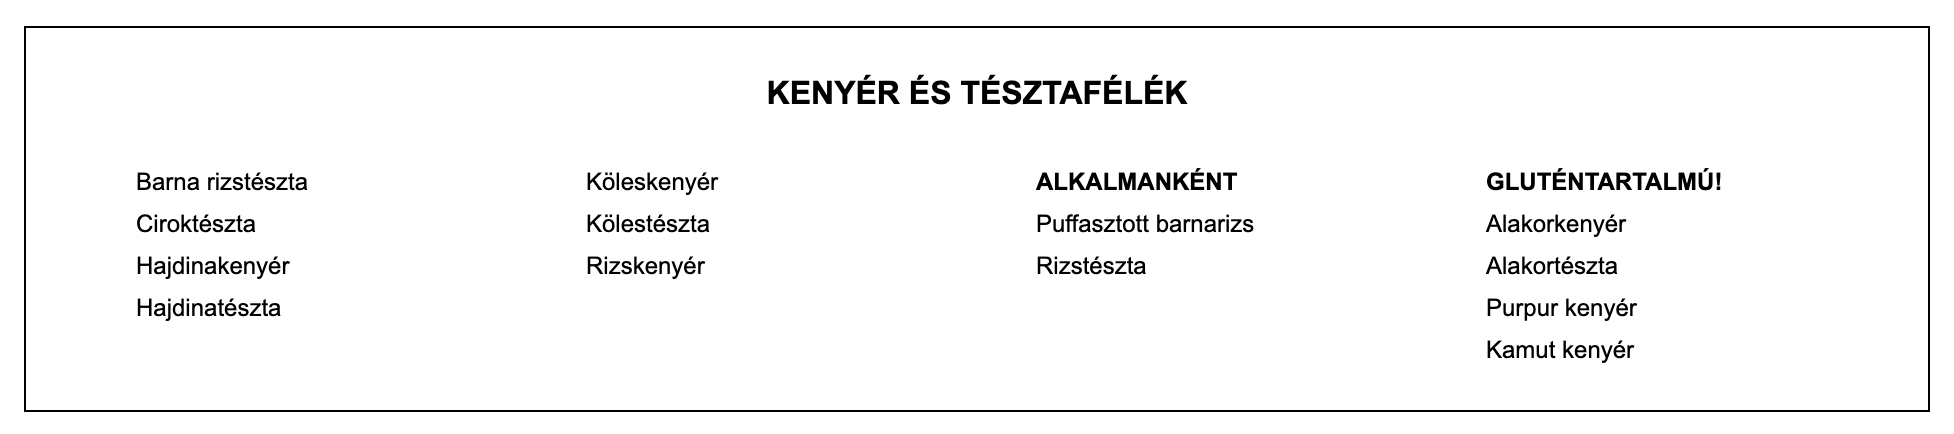 KENYÉR ÉS TÉSZTAFÉLÉK
Barna rizstészta
Ciroktészta
Hajdinakenyér
Hajdinatészta
Köleskenyér
Kölestészta
Rizskenyér
ALKALMANKÉNT
Puffasztott barnarizs
Rizstészta
GLUTÉNTARTALMÚ!
Alakorkenyér
Alakortészta
Purpur kenyér
Kamut kenyér